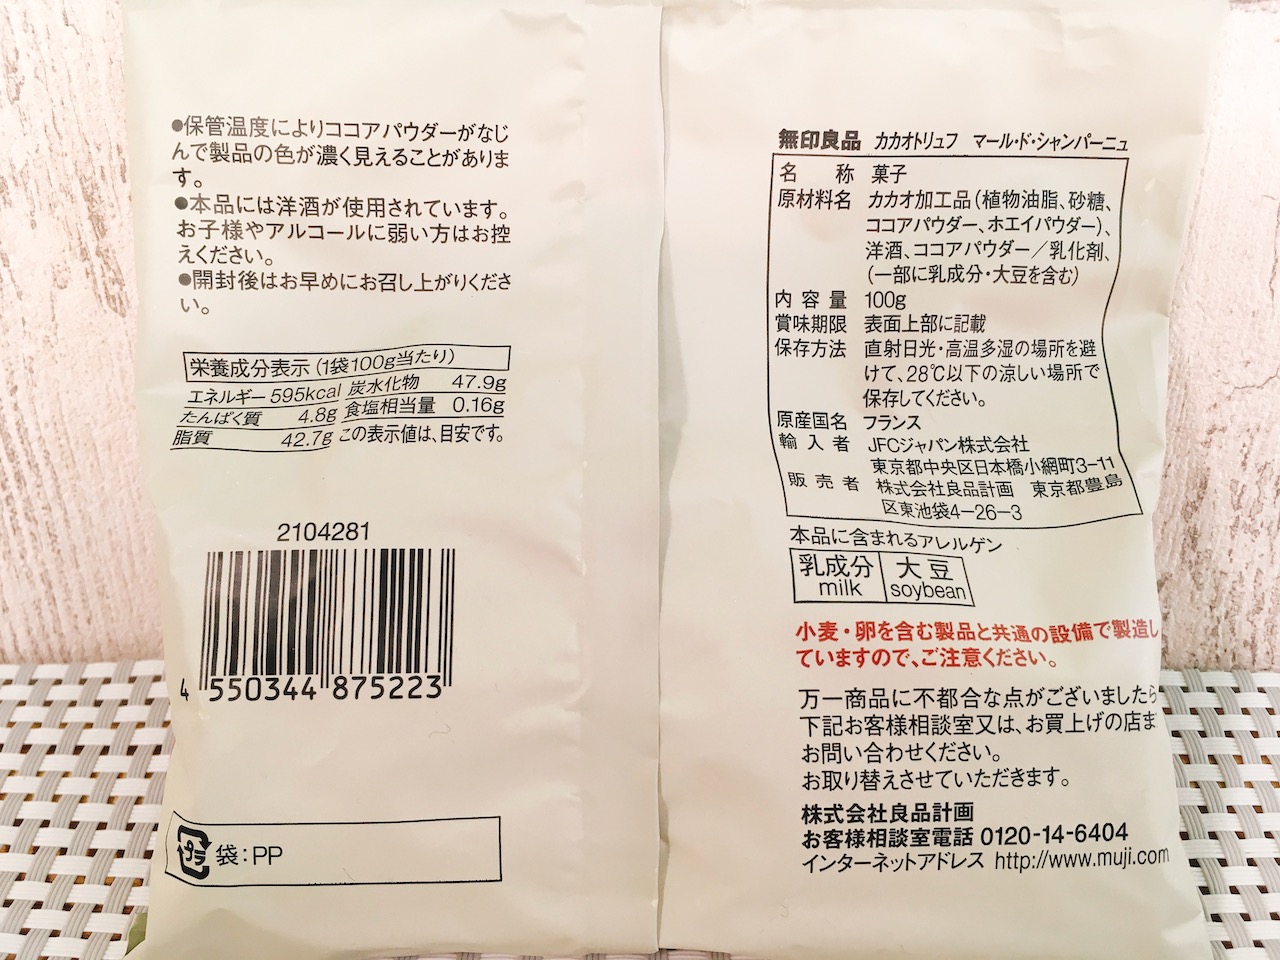 ●保管温度によりココアパウダーがなじ
んで製品の色が濃く見えることがありま
す。
●本品には洋酒が使用されています。
お子様やアルコールに弱い方はお控
えください。
●開封後はお早めにお召し上がりくださ
い。
栄養成分表示(1袋100g当たり)
エネルギー 595kcal 炭水化物 47.9g
たんぱく質 4.8g 食塩相当量 0.16g
脂質 42.7g この表示値は、目安です。
2104281
4 550344 875223
プラ 袋:PP
無印良品 カカオトリュフ マール・ド・シャンパーニュ
名称 菓子
原材料名 カカオ加工品(植物油脂、砂糖、
ココアパウダー、ホエイパウダー)、
洋酒、ココアパウダー/乳化剤、
(一部に乳成分・大豆を含む)
内容量 100g
賞味期限 表面上部に記載
保存方法 直射日光・高温多湿の場所を避
けて、28℃以下の涼しい場所で
保存してください。
原産国名 フランス
輸入者 JFCジャパン株式会社
東京都中央区日本橋小網町3-11
販売者 株式会社良品計画 東京都豊島
区東池袋4-26-3
本品に含まれるアレルゲン
乳成分 大豆
milk soybean
小麦・卵を含む製品と共通の設備で製造し
ていますので、ご注意ください。
万一商品に不都合な点がございましたら
下記お客様相談室又は、お買上げの店ま
お問い合わせください。
お取り替えさせていただきます。
株式会社良品計画
お客様相談室電話 0120-14-6404
インターネットアドレス http://www.muji.com